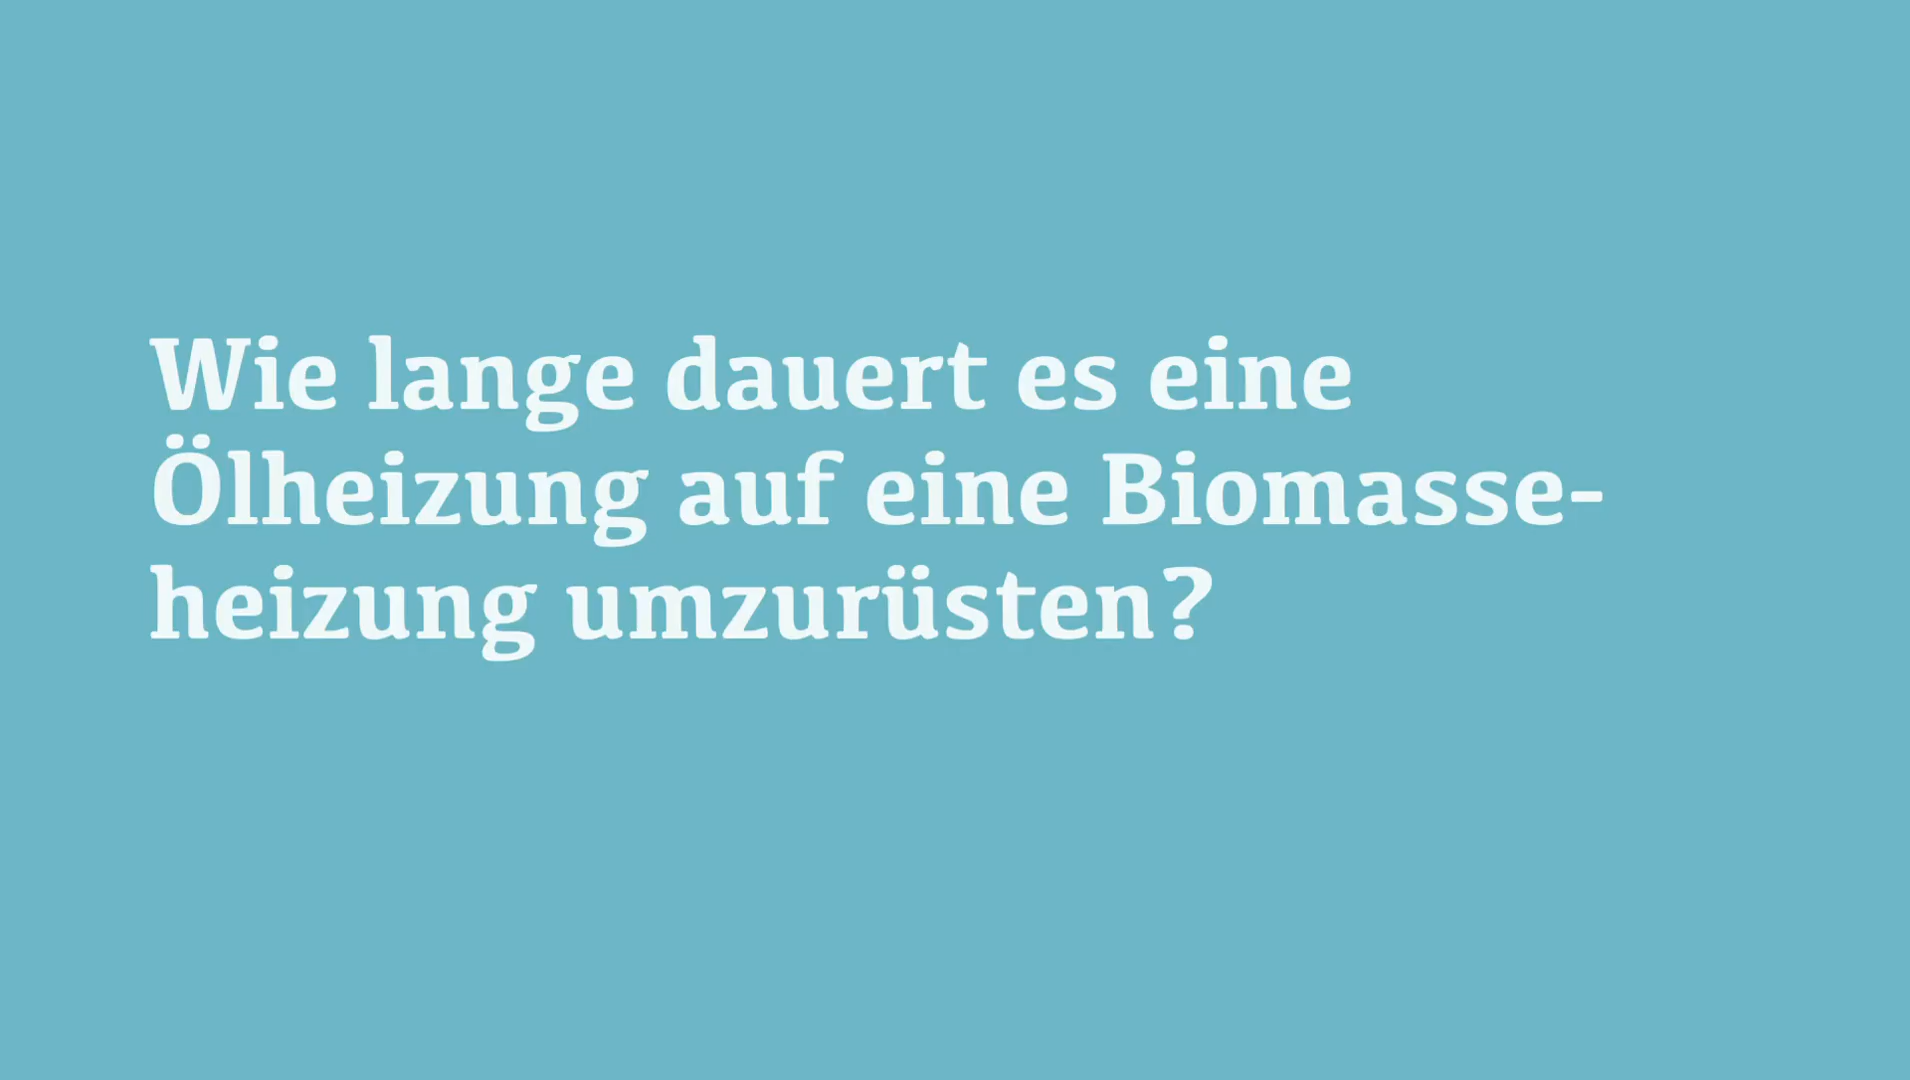 Wie lange dauert es eine
Ölheizung auf eine Biomasse-
heizung umzurüsten?